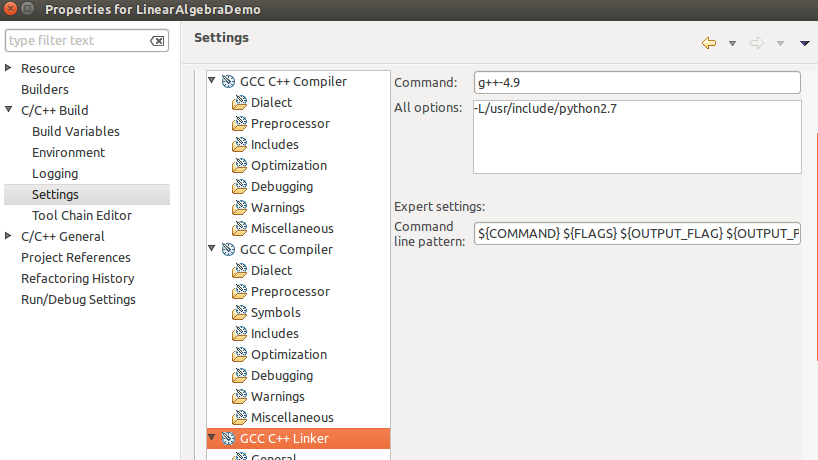 Properties for LinearAlgebraDemo
type filter text
Resource
Builders
C/C++ Build
Build Variables
Environment
Logging
Settings
Tool Chain Editor
C/C++ General
Project References
Refactoring History
Run/Debug Settings
Settings
GCC C++ Compiler
Dialect
Preprocessor
Includes
Optimization
Debugging
Warnings
Miscellaneous
GCC C Compiler
Dialect
Preprocessor
Symbols
Includes
Optimization
Debugging
Warnings
Miscellaneous
GCC C++ Linker
General
Command: g++-4.9
All options: -L/usr/include/python2.7
Expert settings:
Command
line pattern: ${COMMAND} ${FLAGS} ${OUTPUT_FLAG} ${OUTPUT_P